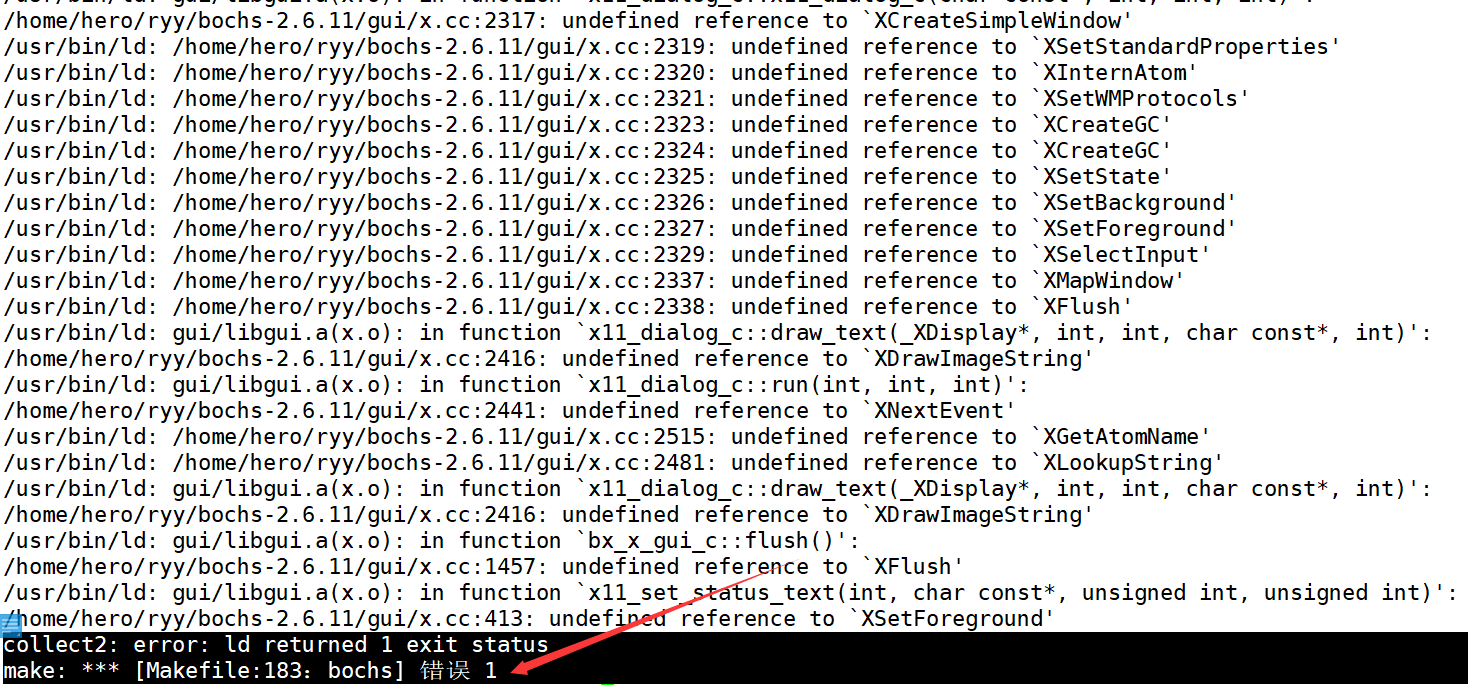 /usr/bin/ld: /home/hero/ryy/bochs-2.6.11/gui/x.cc:2317: undefined reference to `XCreateSimpleWindow'
/usr/bin/ld: /home/hero/ryy/bochs-2.6.11/gui/x.cc:2319: undefined reference to `XSetStandardProperties'
/usr/bin/ld: /home/hero/ryy/bochs-2.6.11/gui/x.cc:2320: undefined reference to `XInternAtom'
/usr/bin/ld: /home/hero/ryy/bochs-2.6.11/gui/x.cc:2321: undefined reference to `XSetWMProtocols'
/usr/bin/ld: /home/hero/ryy/bochs-2.6.11/gui/x.cc:2323: undefined reference to `XCreateGC'
/usr/bin/ld: /home/hero/ryy/bochs-2.6.11/gui/x.cc:2324: undefined reference to `XCreateGC'
/usr/bin/ld: /home/hero/ryy/bochs-2.6.11/gui/x.cc:2325: undefined reference to `XSetState'
/usr/bin/ld: /home/hero/ryy/bochs-2.6.11/gui/x.cc:2326: undefined reference to `XSetBackground'
/usr/bin/ld: /home/hero/ryy/bochs-2.6.11/gui/x.cc:2327: undefined reference to `XSetForeground'
/usr/bin/ld: /home/hero/ryy/bochs-2.6.11/gui/x.cc:2329: undefined reference to `XSelectInput'
/usr/bin/ld: /home/hero/ryy/bochs-2.6.11/gui/x.cc:2337: undefined reference to `XMapWindow'
/usr/bin/ld: /home/hero/ryy/bochs-2.6.11/gui/x.cc:2338: undefined reference to `XFlush'
/usr/bin/ld: gui/libgui.a(x.o): in function `x11_dialog_c::draw_text(_XDisplay*, int, int, char const*, int)':
/home/hero/ryy/bochs-2.6.11/gui/x.cc:2416: undefined reference to `XDrawImageString'
/usr/bin/ld: gui/libgui.a(x.o): in function `x11_dialog_c::run(int, int, int)':
/home/hero/ryy/bochs-2.6.11/gui/x.cc:2441: undefined reference to `XNextEvent'
/usr/bin/ld: /home/hero/ryy/bochs-2.6.11/gui/x.cc:2515: undefined reference to `XGetAtomName'
/usr/bin/ld: /home/hero/ryy/bochs-2.6.11/gui/x.cc:2481: undefined reference to `XLookupString'
/usr/bin/ld: gui/libgui.a(x.o): in function `x11_dialog_c::draw_text(_XDisplay*, int, int, char const*, int)':
/home/hero/ryy/bochs-2.6.11/gui/x.cc:2416: undefined reference to `XDrawImageString'
/usr/bin/ld: gui/libgui.a(x.o): in function `bx_x_gui_c::flush()':
/home/hero/ryy/bochs-2.6.11/gui/x.cc:1457: undefined reference to `XFlush'
/usr/bin/ld: gui/libgui.a(x.o): in function `x11_set_status_text(int, char const*, unsigned int, unsigned int)':
/home/hero/ryy/bochs-2.6.11/gui/x.cc:413: undefined reference to `XSetForeground'
collect2: error: ld returned 1 exit status
make: *** [Makefile:183：bochs] 错误 1